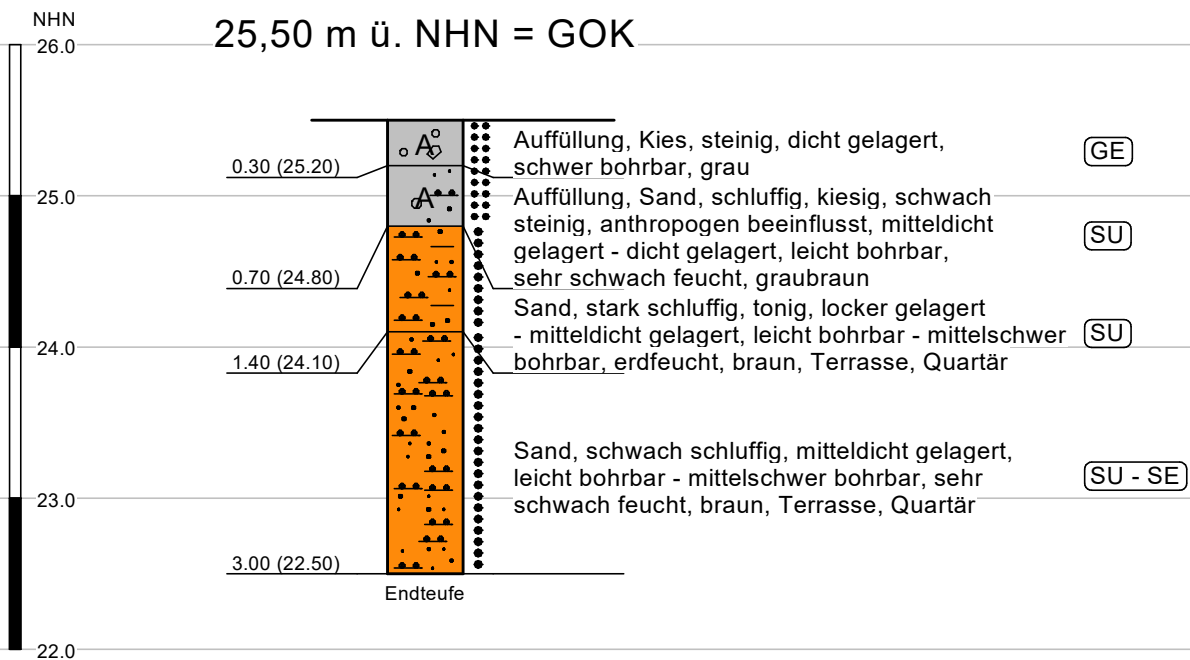 NHN
25,50 m ü. NHN = GOK
26.0
A
Auffüllung, Kies, steinig, dicht gelagert,
schwer bohrbar, grau
GE
0.30 (25.20)
25.0
A
Auffüllung, Sand, schluffig, kiesig, schwach
steinig, anthropogen beeinflusst, mitteldicht
gelagert - dicht gelagert, leicht bohrbar,
sehr schwach feucht, graubraun
SU
0.70 (24.80)
Sand, stark schluffig, tonig, locker gelagert
- mitteldicht gelagert, leicht bohrbar - mittelschwer
bohrbar, erdfeucht, braun, Terrasse, Quartär
SU
24.0
1.40 (24.10)
Sand, schwach schluffig, mitteldicht gelagert,
leicht bohrbar - mittelschwer bohrbar, sehr
schwach feucht, braun, Terrasse, Quartär
SU - SE
23.0
3.00 (22.50)
Endteufe
22.0